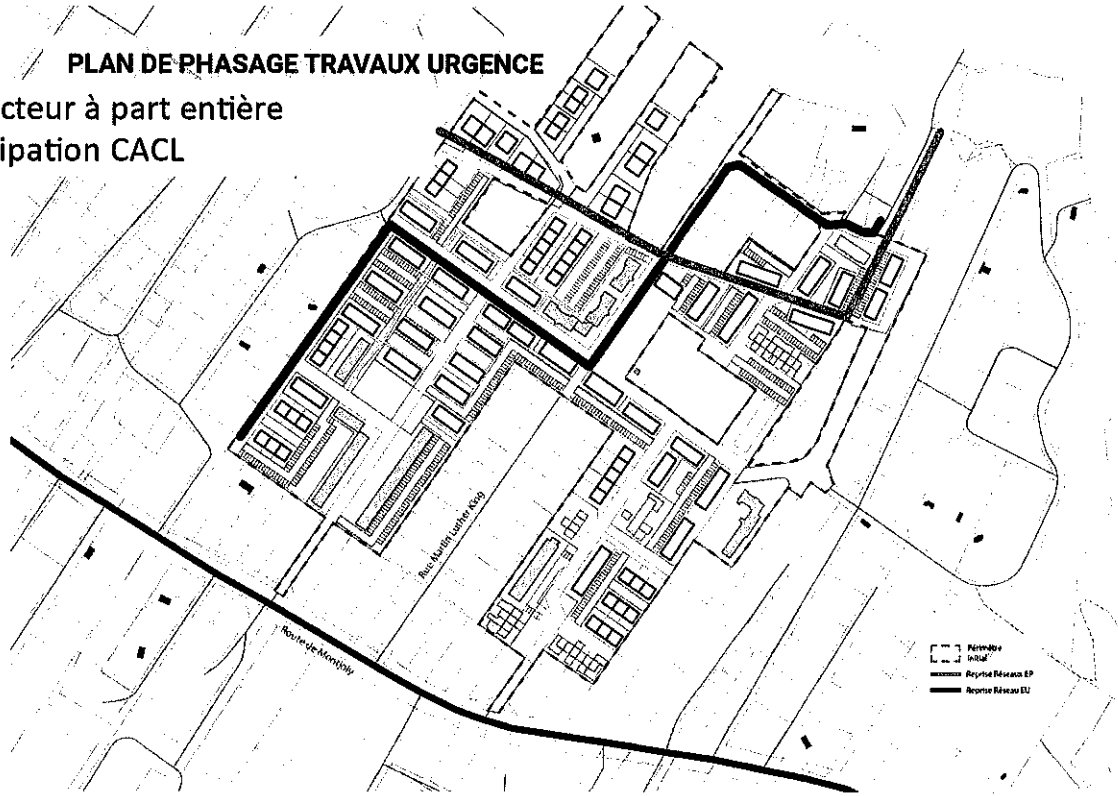 PLAN DE PHASAGE TRAVAUX URGENCE
cteur à part entière
ipation CACL
Rue Martin Luther King
Route de Montjoly
Périmètre
Initial
Reprise Réseaux EP
Reprise Réseau EU